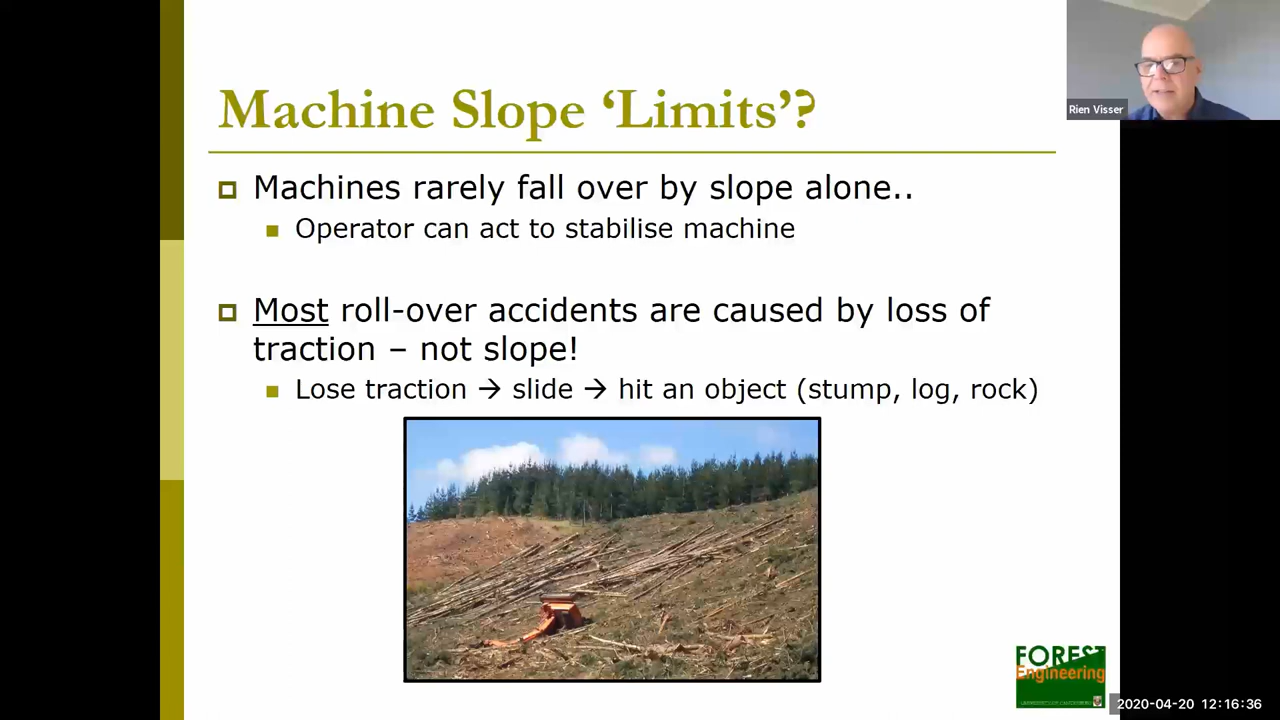 Machine Slope ‘Limits’?
Rien Visser
Machines rarely fall over by slope alone..
Operator can act to stabilise machine
Most roll-over accidents are caused by loss of
traction – not slope!
Lose traction → slide → hit an object (stump, log, rock)
FOREST
Engineering
2020-04-20 12:16:36